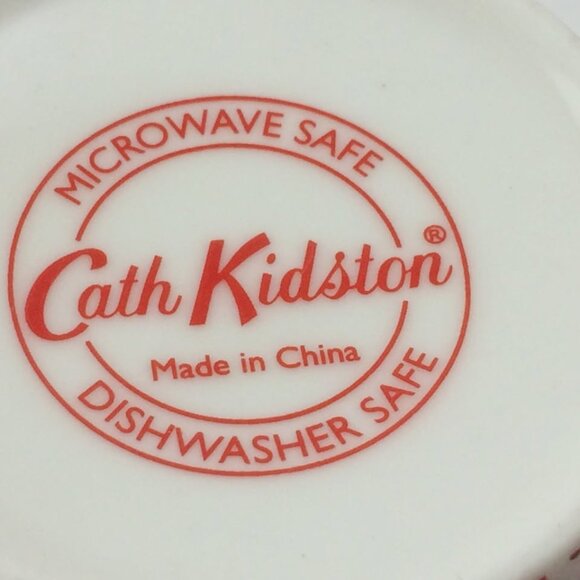 MICROWAVE SAFE
Cath Kidston®
Made in China
DISHWASHER SAFE